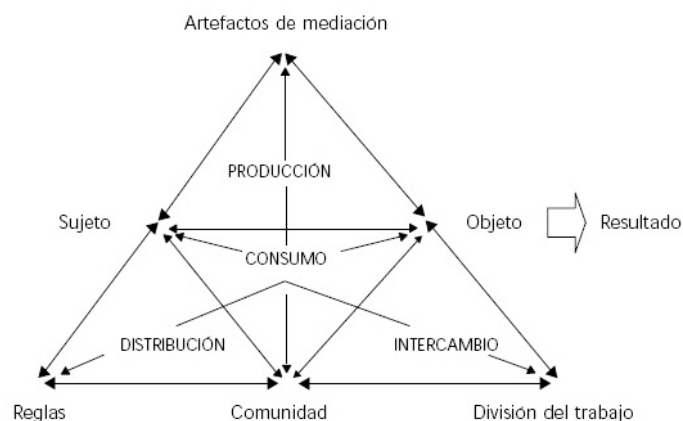 Artefactos de mediación
PRODUCCIÓN
Sujeto
Objeto
Resultado
CONSUMO
DISTRIBUCIÓN
INTERCAMBIO
Reglas
Comunidad
División del trabajo